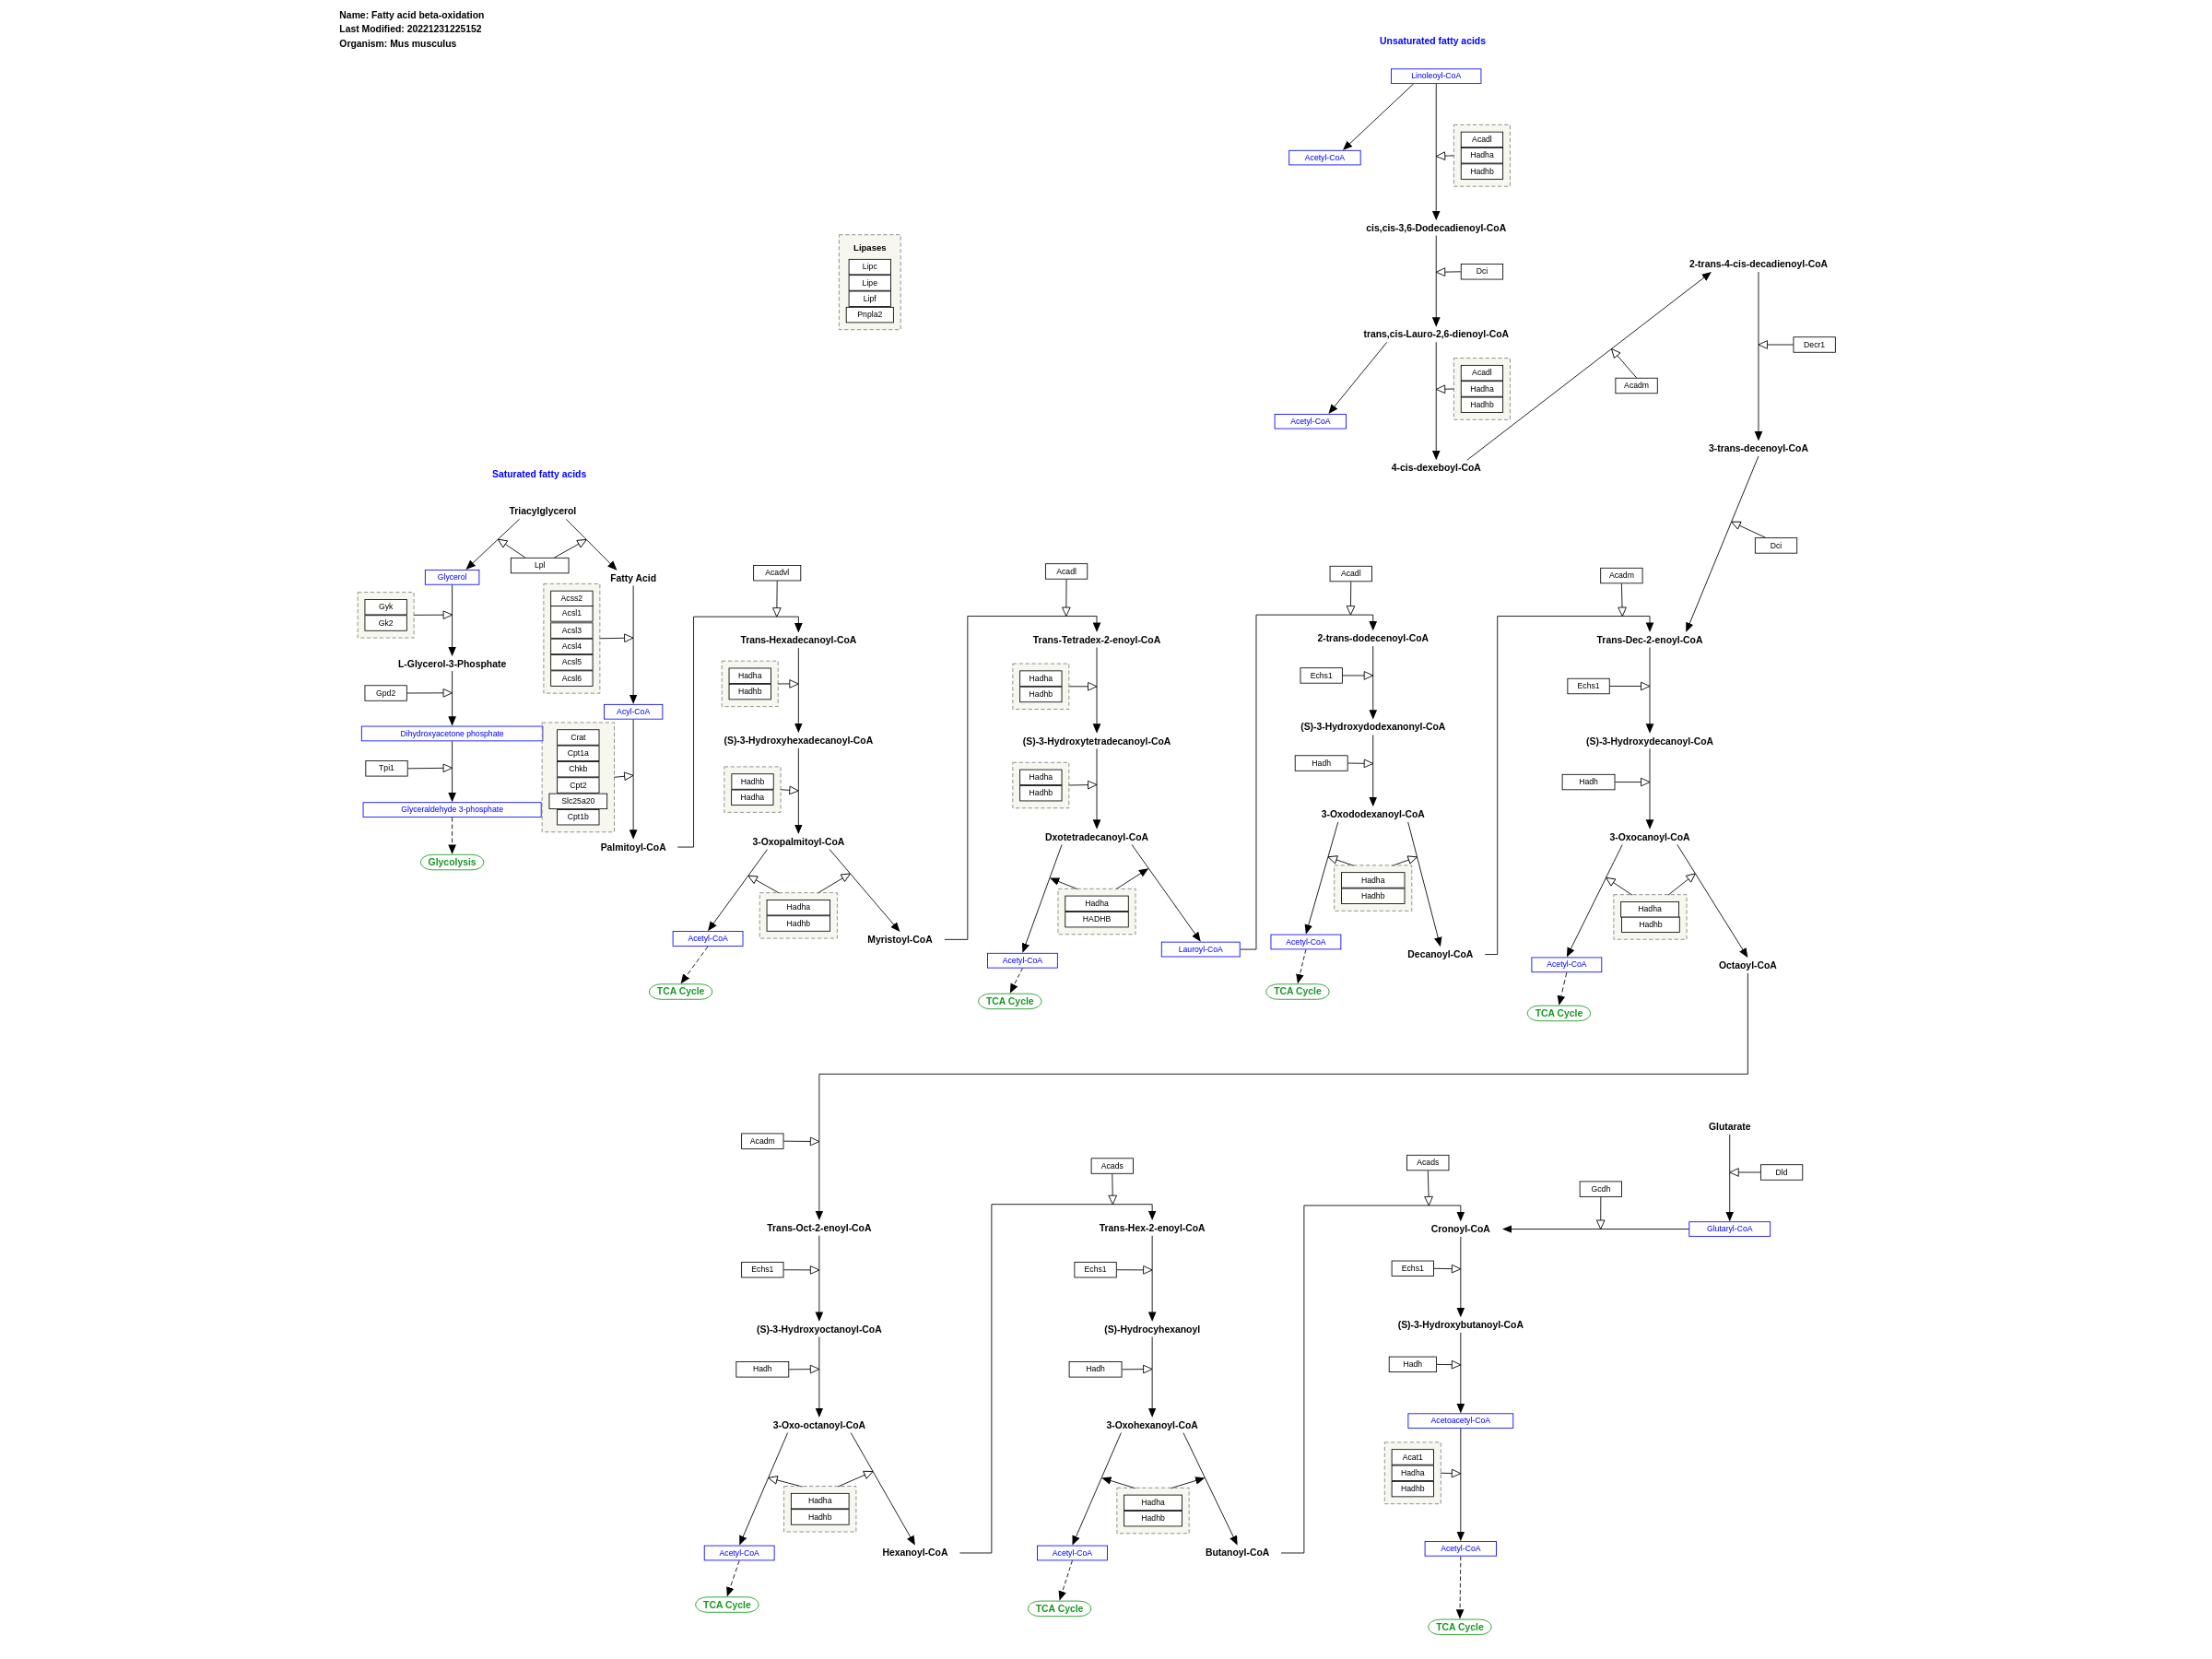 Name: Fatty acid beta-oxidation
Last Modified: 20221231225152
Organism: Mus musculus
Unsaturated fatty acids
Linoleoyl-CoA
Acetyl-CoA
Acadl
Hadha
Hadhb
cis,cis-3,6-Dodecadienoyl-CoA
Dci
trans,cis-Lauro-2,6-dienoyl-CoA
Acadl
Hadha
Hadhb
Acetyl-CoA
4-cis-dexeboyl-CoA
Acadm
2-trans-4-cis-decadienoyl-CoA
Decr1
3-trans-decenoyl-CoA
Dci
Lipases
Lipc
Lipe
Lipf
Pnpla2
Saturated fatty acids
Triacylglycerol
Lpl
Glycerol
Fatty Acid
Gyk
Gk2
L-Glycerol-3-Phosphate
Gpd2
Dihydroxyacetone phosphate
Tpi1
Glyceraldehyde 3-phosphate
Glycolysis
Acss2
Acsl1
Acsl3
Acsl4
Acsl5
Acsl6
Acyl-CoA
Crat
Cpt1a
Chkb
Cpt2
Slc25a20
Cpt1b
Palmitoyl-CoA
Acadvl
Trans-Hexadecanoyl-CoA
Hadha
Hadhb
(S)-3-Hydroxyhexadecanoyl-CoA
Hadhb
Hadha
3-Oxopalmitoyl-CoA
Hadha
Hadhb
Acetyl-CoA
Myristoyl-CoA
TCA Cycle
Acadl
Trans-Tetradex-2-enoyl-CoA
Hadha
Hadhb
(S)-3-Hydroxytetradecanoyl-CoA
Hadha
Hadhb
Dxotetradecanoyl-CoA
Hadha
HADHB
Acetyl-CoA
Lauroyl-CoA
TCA Cycle
Acadl
2-trans-dodecenoyl-CoA
Echs1
(S)-3-Hydroxydodexanonyl-CoA
Hadh
3-Oxododexanoyl-CoA
Hadha
Hadhb
Acetyl-CoA
Decanoyl-CoA
TCA Cycle
Acadm
Trans-Dec-2-enoyl-CoA
Echs1
(S)-3-Hydroxydecanoyl-CoA
Hadh
3-Oxocanoyl-CoA
Hadha
Hadhb
Acetyl-CoA
Octaoyl-CoA
TCA Cycle
Acadm
Trans-Oct-2-enoyl-CoA
Echs1
(S)-3-Hydroxyoctanoyl-CoA
Hadh
3-Oxo-octanoyl-CoA
Hadha
Hadhb
Acetyl-CoA
Hexanoyl-CoA
TCA Cycle
Acads
Trans-Hex-2-enoyl-CoA
Echs1
(S)-Hydrocyhexanoyl
Hadh
3-Oxohexanoyl-CoA
Hadha
Hadhb
Acetyl-CoA
Butanoyl-CoA
TCA Cycle
Acads
Cronoyl-CoA
Glutarate
Dld
Glutaryl-CoA
Gcdh
Echs1
(S)-3-Hydroxybutanoyl-CoA
Hadh
Acetoacetyl-CoA
Acat1
Hadha
Hadhb
Acetyl-CoA
TCA Cycle